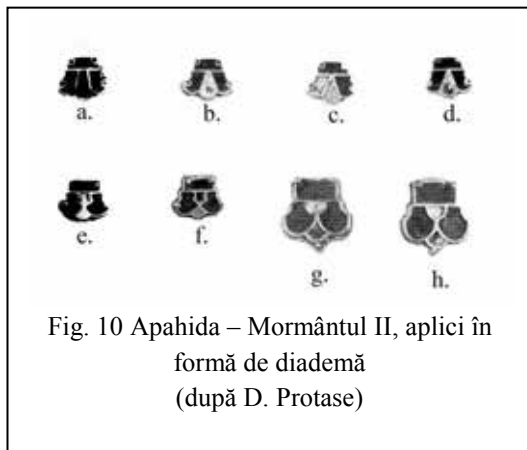 a. b. c. d.
e. f. g. h.
Fig. 10 Apahida – Mormântul II, aplici în
formă de diademă
(după D. Protase)